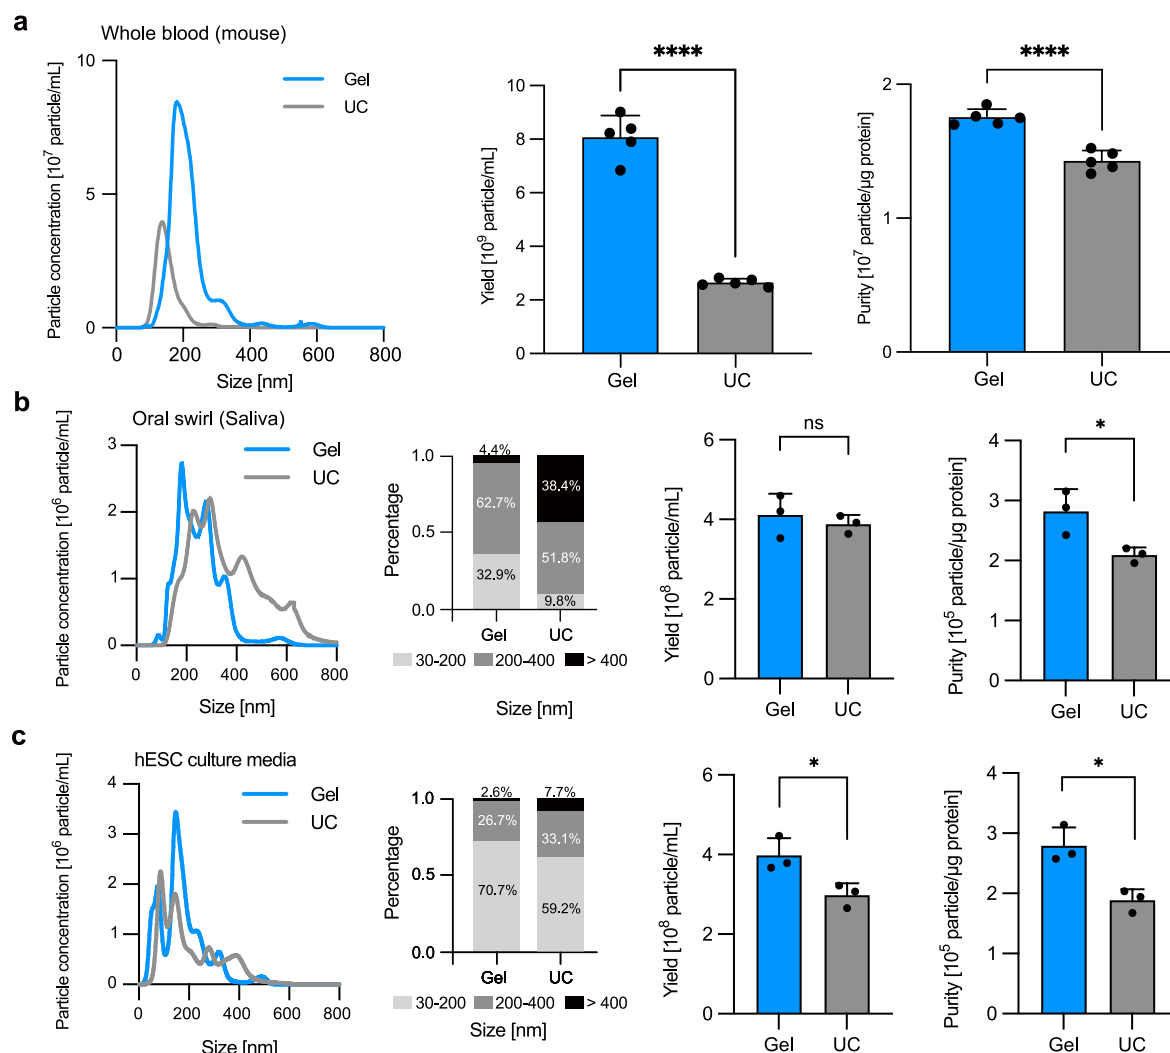 a
Whole blood (mouse)
Gel
UC
Particle concentration [10⁷ particle/mL]
10
5
0
0 200 400 600 800
Size [nm]
****
Yield [10⁹ particle/mL]
10
8
6
4
2
0
Gel UC
****
Purity [10⁷ particle/µg protein]
2
1
0
Gel UC
b
Oral swirl (Saliva)
Gel
UC
Particle concentration [10⁶ particle/mL]
3
2
1
0
0 200 400 600 800
Size [nm]
Percentage
1.0
0.5
0.0
4.4%
62.7%
32.9%
38.4%
51.8%
9.8%
Gel UC
30-200 200-400 > 400
Size [nm]
ns
Yield [10⁸ particle/mL]
6
4
2
0
Gel UC
*
Purity [10⁵ particle/µg protein]
4
3
2
1
0
Gel UC
c
hESC culture media
Gel
UC
Particle concentration [10⁶ particle/mL]
4
3
2
1
0
0 200 400 600 800
Size [nm]
Percentage
1.0
0.5
0.0
2.6% 7.7%
26.7%
70.7%
33.1%
59.2%
Gel UC
30-200 200-400 > 400
Size [nm]
*
Yield [10⁸ particle/mL]
6
4
2
0
Gel UC
*
Purity [10⁵ particle/µg protein]
4
3
2
1
0
Gel UC